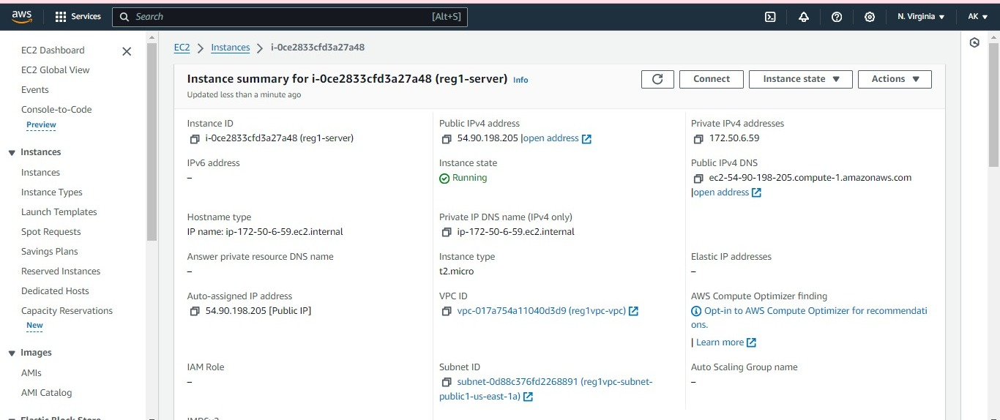 aws
Services
Search
[Alt+S]
N. Virginia
AK
EC2 Dashboard
EC2 Global View
Events
Console-to-Code
Preview
Instances
Instances
Instance Types
Launch Templates
Spot Requests
Savings Plans
Reserved Instances
Dedicated Hosts
Capacity Reservations
New
Images
AMIs
AMI Catalog
Elastic Block Store
EC2 > Instances > i-0ce2833cfd3a27a48
Instance summary for i-0ce2833cfd3a27a48 (reg1-server) Info
Updated less than a minute ago
Connect
Instance state
Actions
Instance ID
i-0ce2833cfd3a27a48 (reg1-server)
Public IPv4 address
54.90.198.205 |open address
Private IPv4 addresses
172.50.6.59
IPv6 address
–
Instance state
Running
Public IPv4 DNS
ec2-54-90-198-205.compute-1.amazonaws.com
|open address
Hostname type
IP name: ip-172-50-6-59.ec2.internal
Private IP DNS name (IPv4 only)
ip-172-50-6-59.ec2.internal
Answer private resource DNS name
–
Instance type
t2.micro
Elastic IP addresses
–
Auto-assigned IP address
54.90.198.205 [Public IP]
VPC ID
vpc-017a754a11040d3d9 (reg1vpc-vpc)
AWS Compute Optimizer finding
Opt-in to AWS Compute Optimizer for recommendati
ons.
| Learn more
IAM Role
–
Subnet ID
subnet-0d88c376fd2268891 (reg1vpc-subnet-
public1-us-east-1a)
Auto Scaling Group name
–
IMDSv2